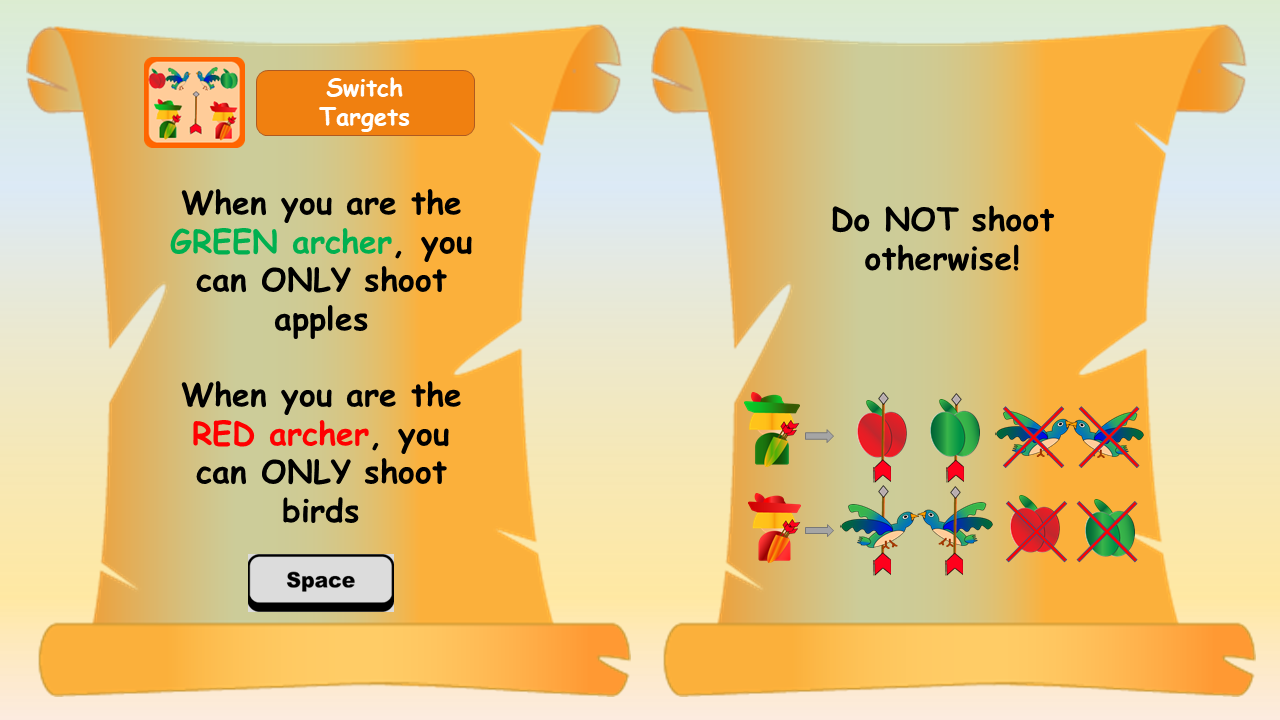 Switch
Targets
When you are the
GREEN archer, you
can ONLY shoot
apples
When you are the
RED archer, you
can ONLY shoot
birds
Space
Do NOT shoot
otherwise!